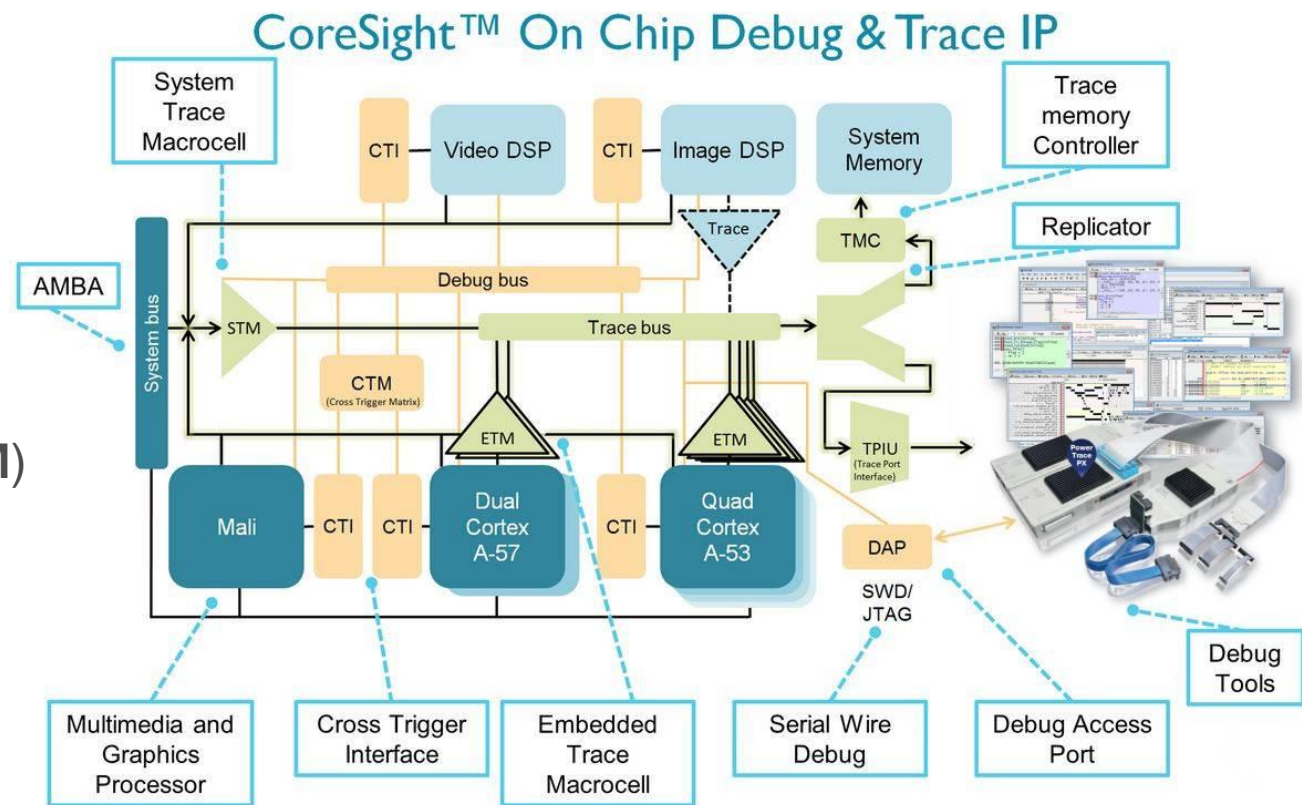 CoreSight™ On Chip Debug & Trace IP
System
Trace
Macrocell
Trace
memory
Controller
CTI
Video DSP
CTI
Image DSP
System
Memory
Trace
TMC
Replicator
AMBA
System bus
Debug bus
STM
Trace bus
CTM
(Cross Trigger Matrix)
M)
ETM
ETM
TPIU
(Trace Port
Interface)
Power
Trace
PX
Mali
CTI
CTI
Dual
Cortex
A-57
CTI
Quad
Cortex
A-53
DAP
SWD/
JTAG
Debug
Tools
Multimedia and
Graphics
Processor
Cross Trigger
Interface
Embedded
Trace
Macrocell
Serial Wire
Debug
Debug Access
Port